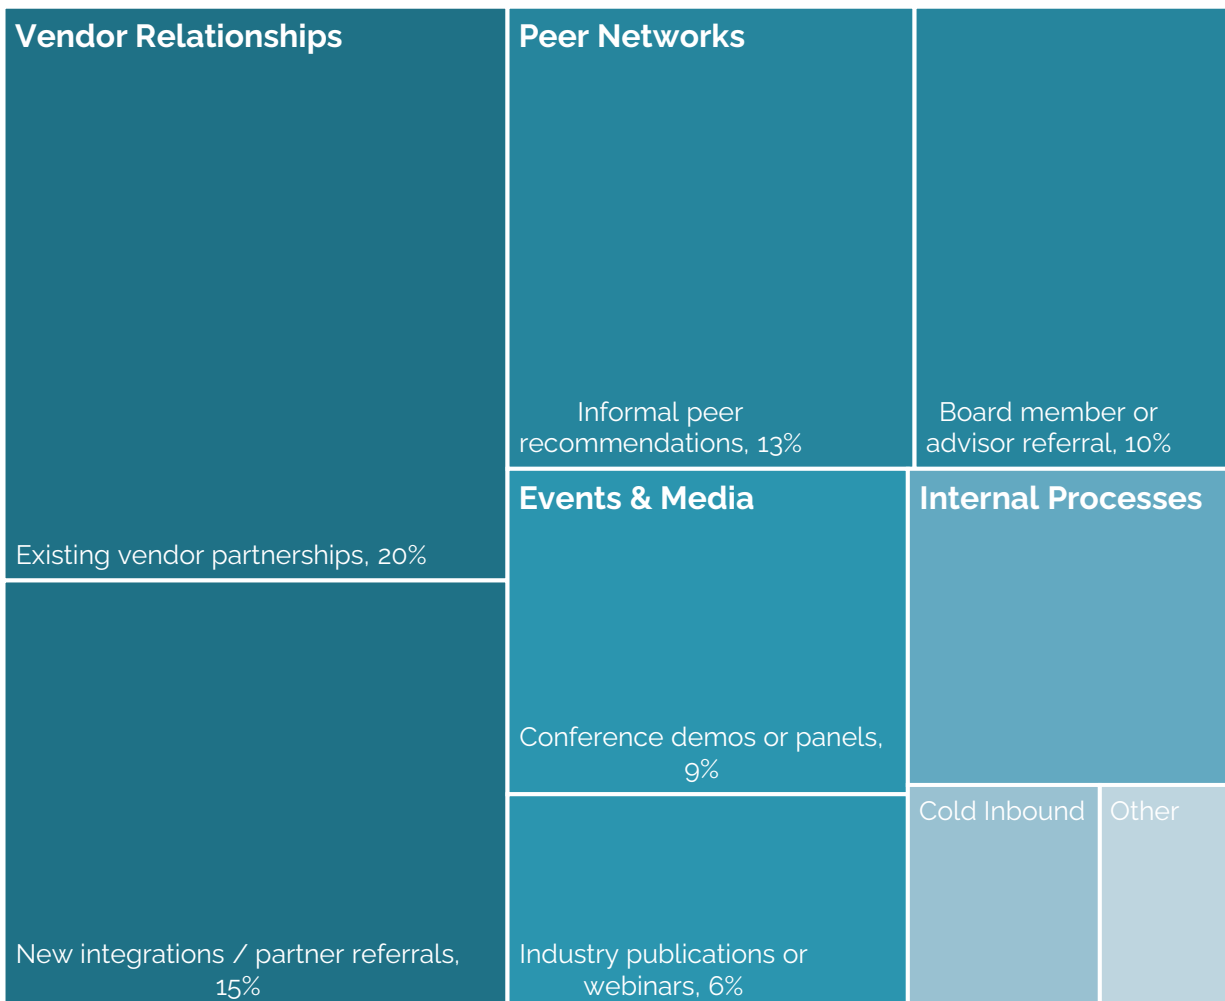 Vendor Relationships
Existing vendor partnerships, 20%
New integrations / partner referrals,
15%
Peer Networks
Informal peer
recommendations, 13%
Board member or
advisor referral, 10%
Events & Media
Conference demos or panels,
9%
Industry publications or
webinars, 6%
Internal Processes
Cold Inbound
Other